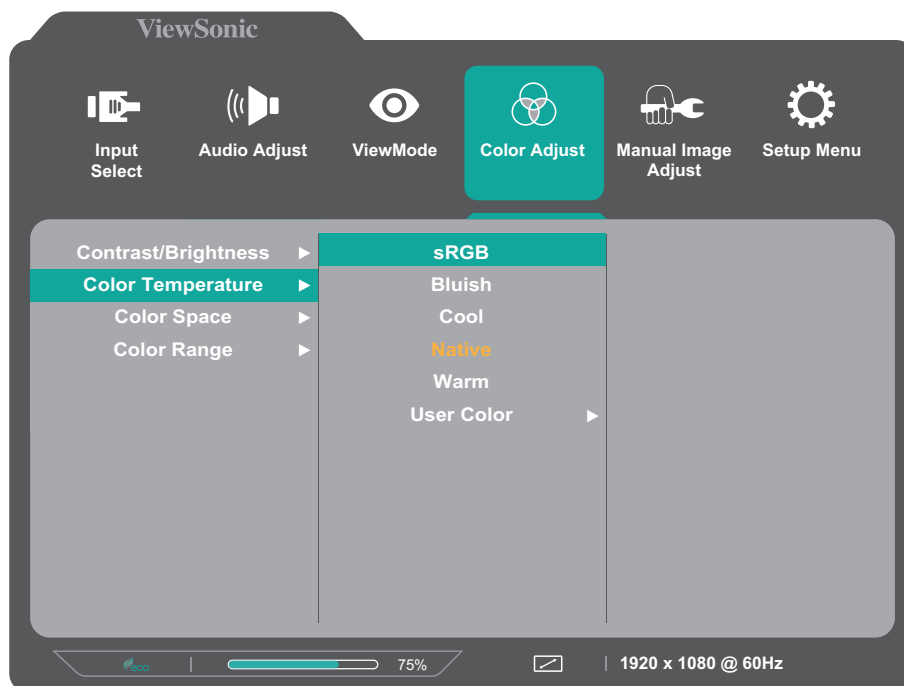 ViewSonic
Input Select
Audio Adjust
ViewMode
Color Adjust
Manual Image Adjust
Setup Menu
Contrast/Brightness
Color Temperature
Color Space
Color Range
sRGB
Bluish
Cool
Native
Warm
User Color
eco
75%
1920 x 1080 @ 60Hz